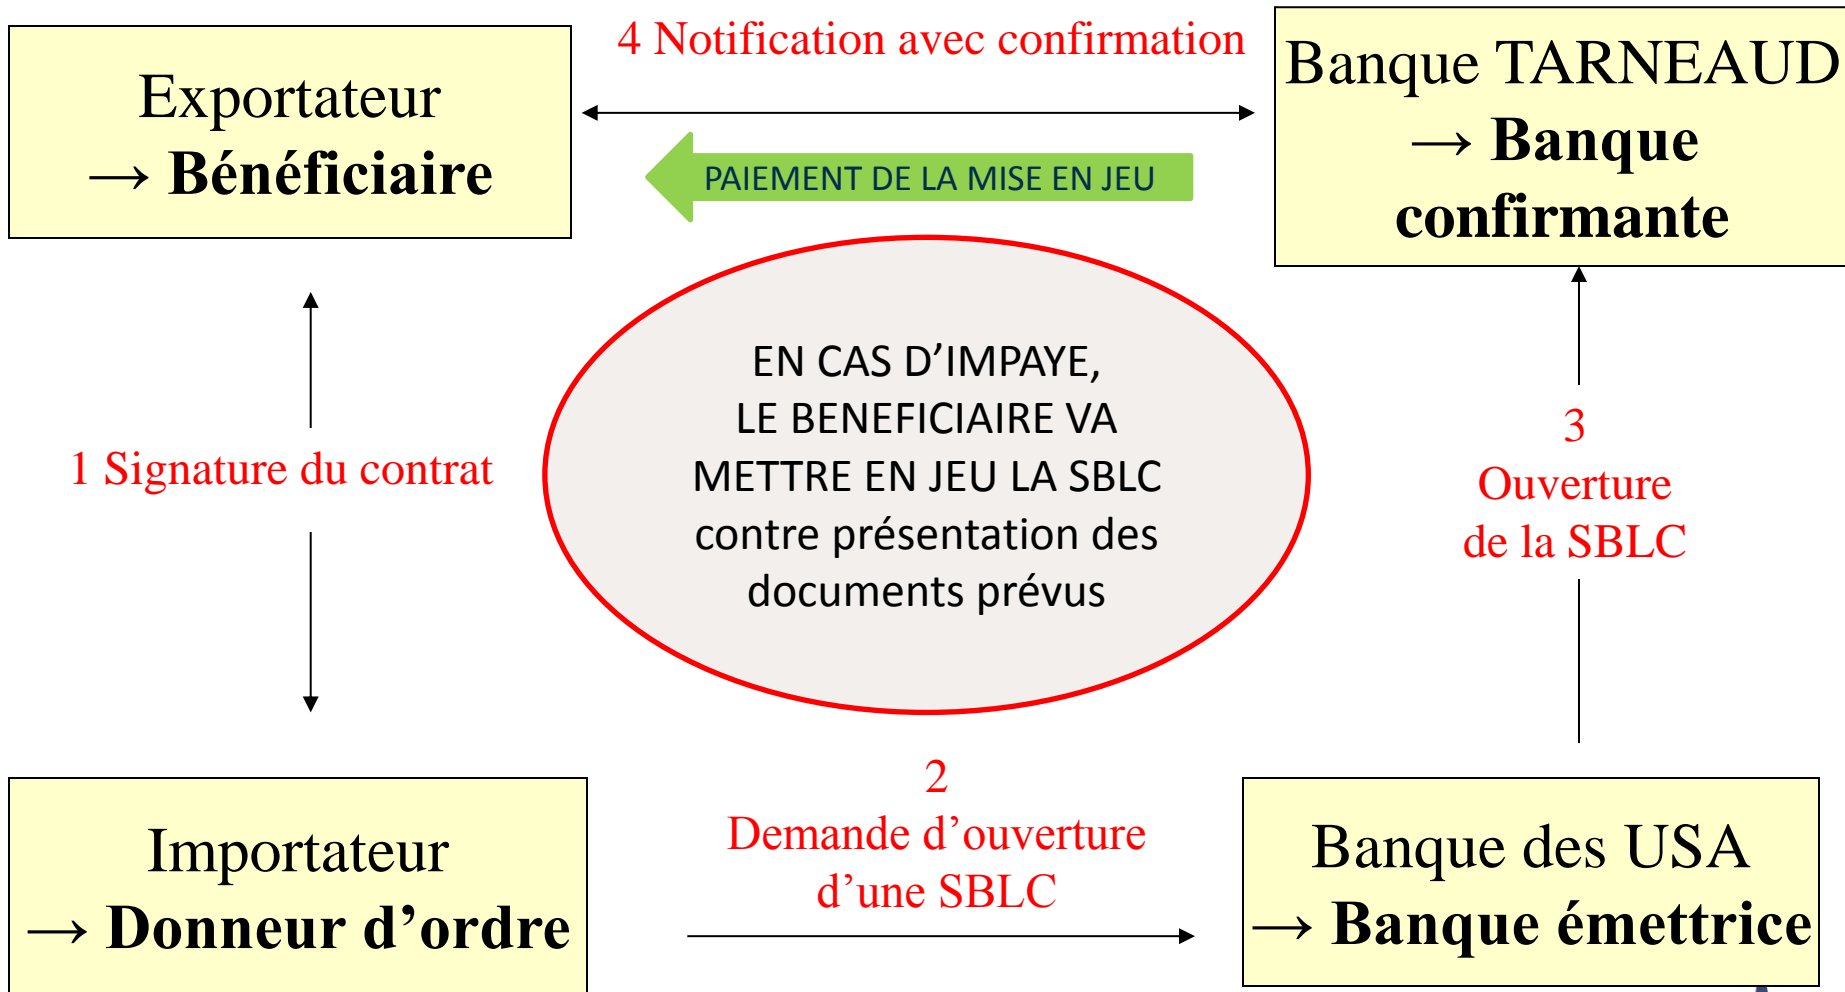 4 Notification avec confirmation
Exportateur
→ Bénéficiaire
Banque TARNEAUD
→ Banque
confirmante
PAIEMENT DE LA MISE EN JEU
EN CAS D’IMPAYE,
LE BENEFICIAIRE VA
METTRE EN JEU LA SBLC
contre présentation des
documents prévus
1 Signature du contrat
3
Ouverture
de la SBLC
2
Demande d’ouverture
d’une SBLC
Importateur
→ Donneur d’ordre
Banque des USA
→ Banque émettrice